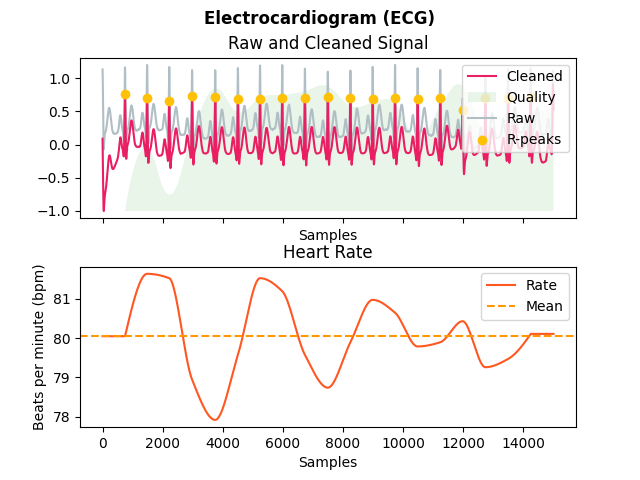 Electrocardiogram (ECG)
Raw and Cleaned Signal
1.0
0.5
0.0
−0.5
−1.0
Cleaned
Quality
Raw
R-peaks
Samples
Heart Rate
Beats per minute (bpm)
81
80
79
78
Rate
Mean
0 2000 4000 6000 8000 10000 12000 14000
Samples